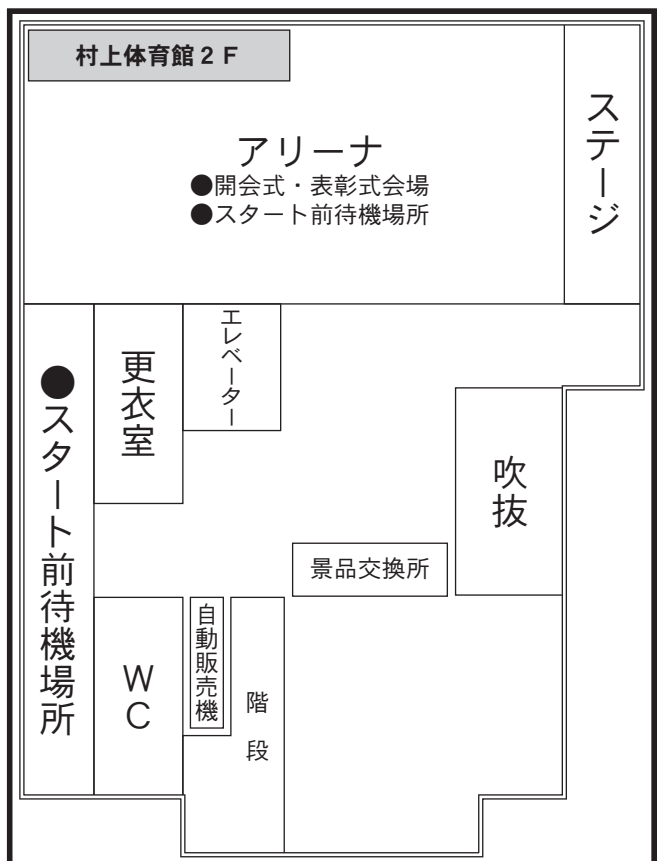 村上体育館２Ｆ
アリーナ
●開会式・表彰式会場
●スタート前待機場所
ステージ
●スタート前待機場所
更衣室
エレベーター
吹抜
景品交換所
WC
自動販売機
階段